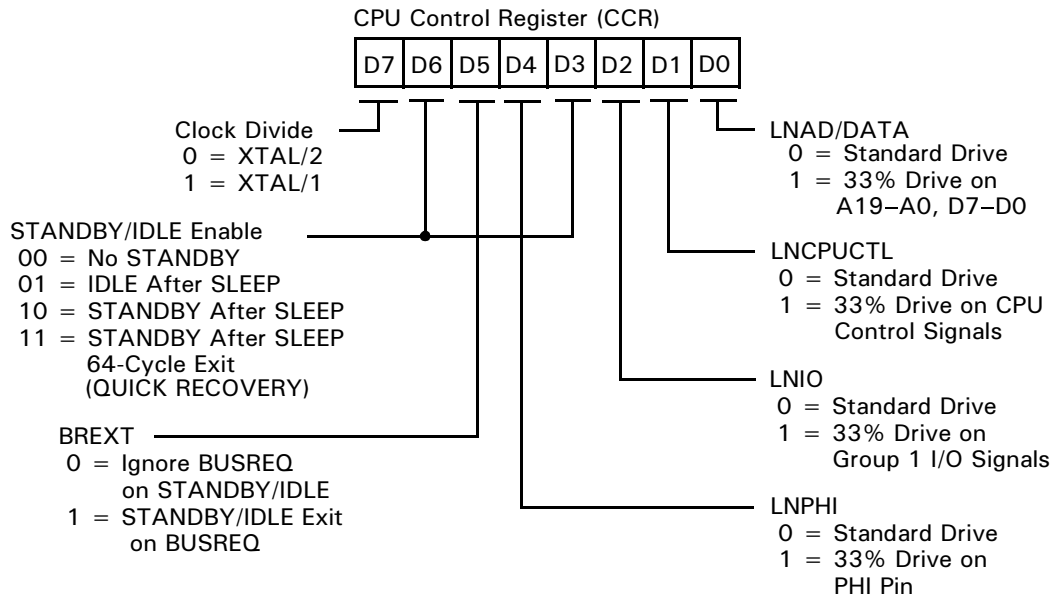 CPU Control Register (CCR)
D7 D6 D5 D4 D3 D2 D1 D0
Clock Divide
0 = XTAL/2
1 = XTAL/1
STANDBY/IDLE Enable
00 = No STANDBY
01 = IDLE After SLEEP
10 = STANDBY After SLEEP
11 = STANDBY After SLEEP
64-Cycle Exit
(QUICK RECOVERY)
BREXT
0 = Ignore BUSREQ
on STANDBY/IDLE
1 = STANDBY/IDLE Exit
on BUSREQ
LNAD/DATA
0 = Standard Drive
1 = 33% Drive on
A19–A0, D7–D0
LNCPUCTL
0 = Standard Drive
1 = 33% Drive on CPU
Control Signals
LNIO
0 = Standard Drive
1 = 33% Drive on
Group 1 I/O Signals
LNPHI
0 = Standard Drive
1 = 33% Drive on
PHI Pin